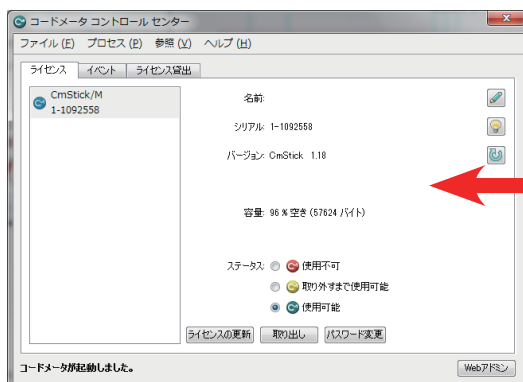 コードメータ コントロール センター
ファイル (F) プロセス (P) 参照 (V) ヘルプ (H)
ライセンス イベント ライセンス貸出
CmStick/M
1-1092558
名前:
シリアル: 1-1092558
バージョン: CmStick 1.18
容量: 96 % 空き (57624 バイト)
ステータス: 使用不可
取り外すまで使用可能
使用可能
ライセンスの更新 取り出し パスワード変更
コードメータが起動しました。 Webアドミン